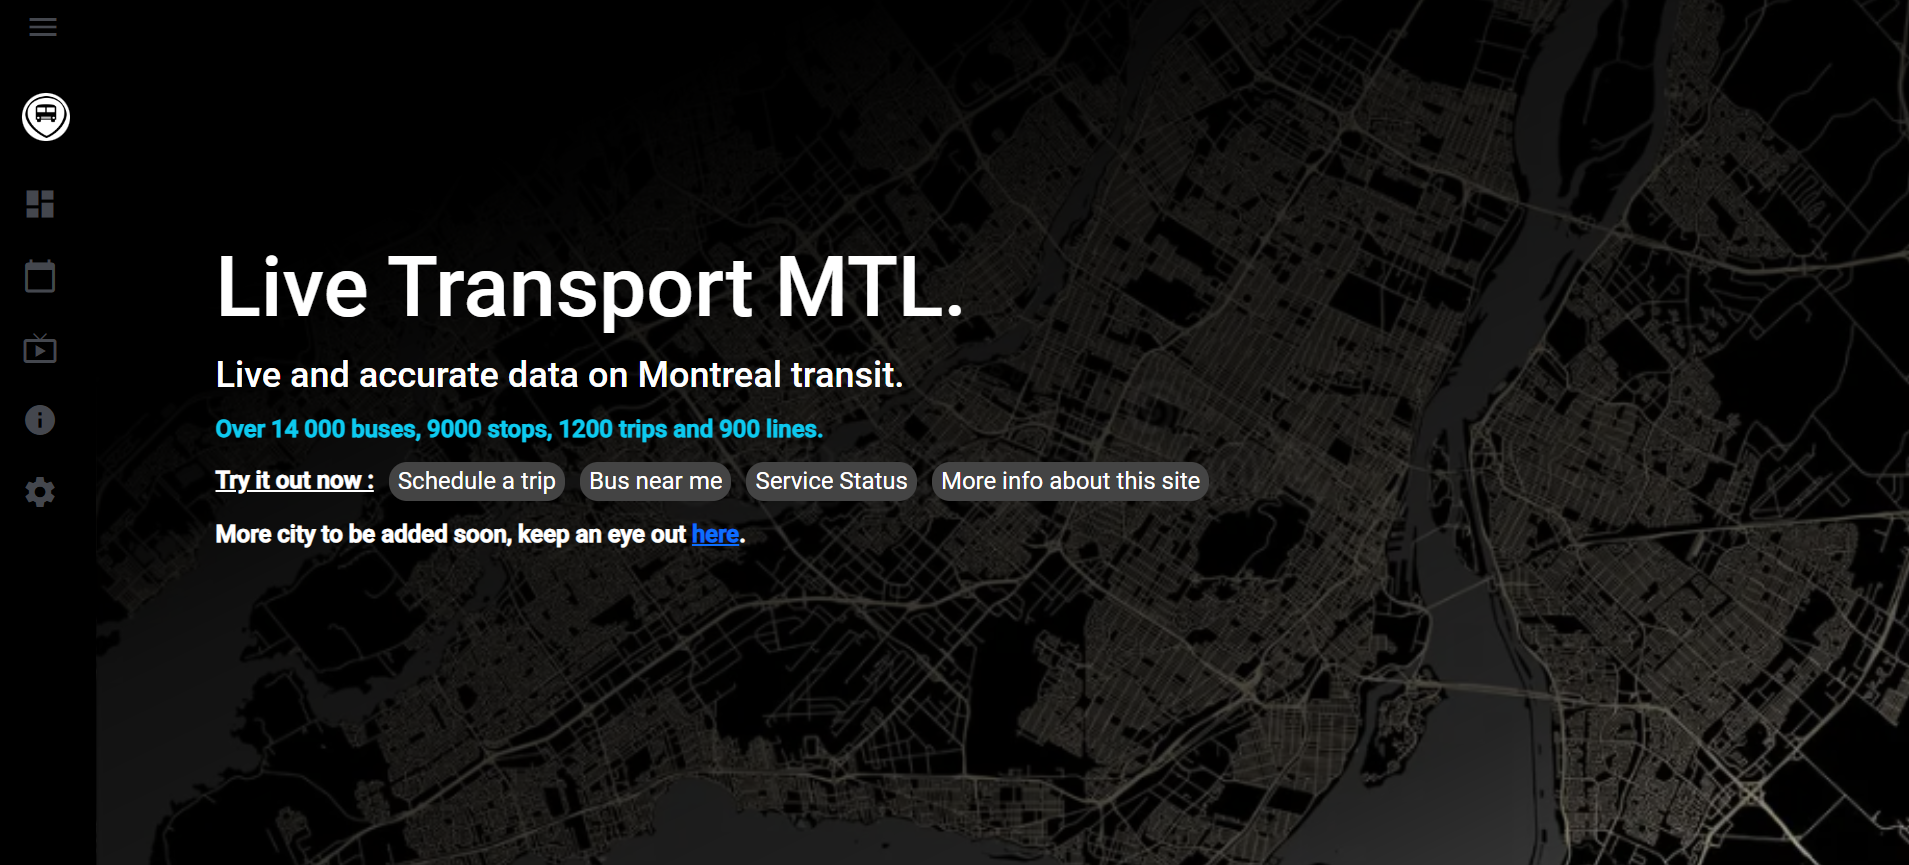 Live Transport MTL.
Live and accurate data on Montreal transit.
Over 14 000 buses, 9000 stops, 1200 trips and 900 lines.
Try it out now : Schedule a trip Bus near me Service Status More info about this site
More city to be added soon, keep an eye out here.